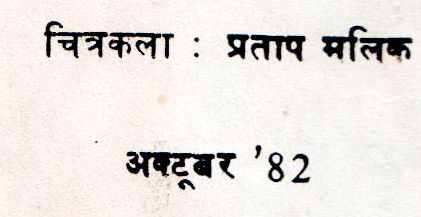 चित्रकला : प्रताप मलिक
अक्टूबर '82